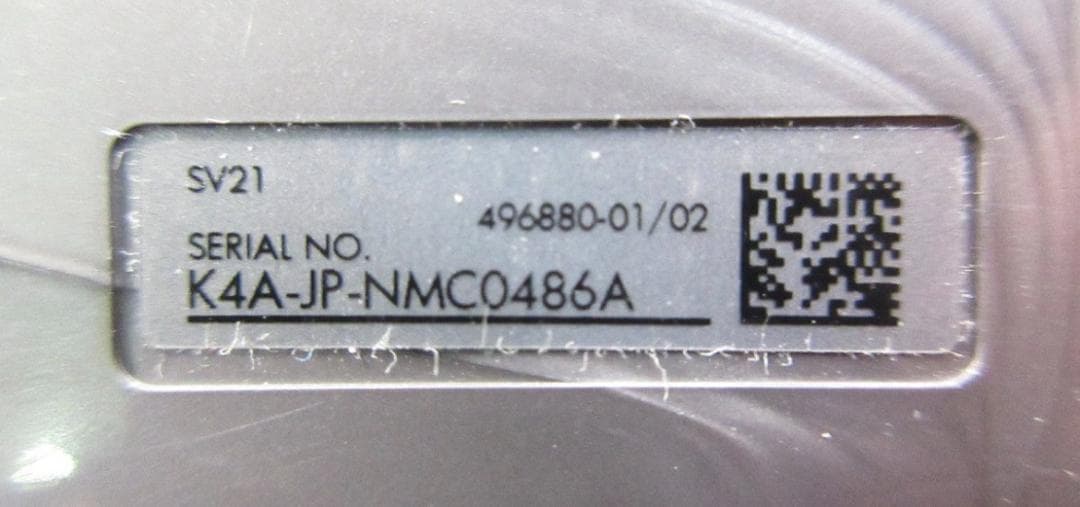 SV21
496880-01/02
SERIAL NO.
K4A-JP-NMC0486A